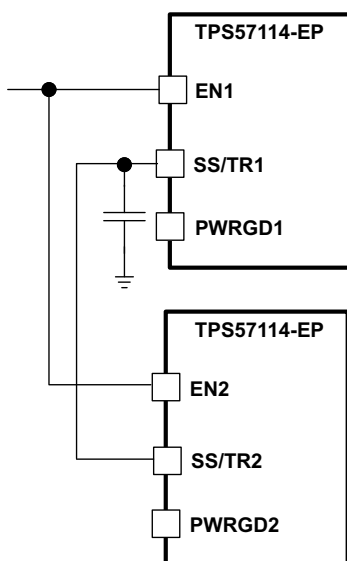 TPS57114-EP
EN1
SS/TR1
PWRGD1
TPS57114-EP
EN2
SS/TR2
PWRGD2